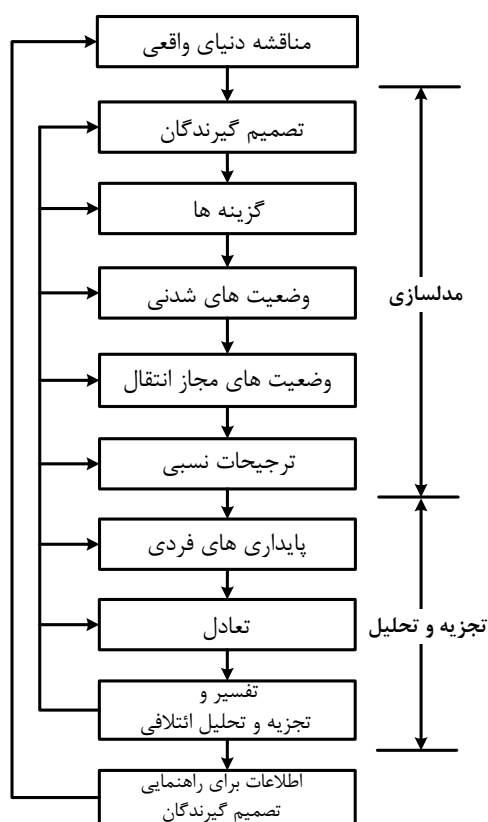 مناقشه دنیای واقعی
تصمیم گیرندگان
گزینه ها
وضعیت های شدنی
مدلسازی
وضعیت های مجاز انتقال
ترجیحات نسبی
پایداری های فردی
تعادل
تجزیه و تحلیل
تفسیر و
تجزیه و تحلیل ائتلافی
اطلاعات برای راهنمایی
تصمیم گیرندگان